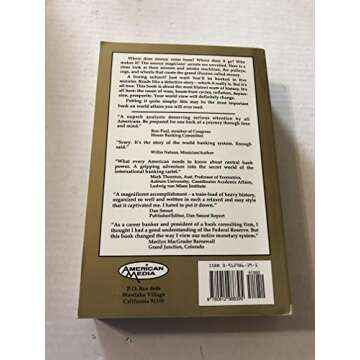 Where does money come from? Where does it go? Who
makes it? The money magicians' secrets are unveiled. Here is a
close look at their mirrors and smoke machines, the pulleys,
cogs, and wheels that create the grand illusion called money.
A boring subject? Just wait! You'll be hooked in five
minutes. Reads like a detective story – which it really is. But it's
all true. This book is about the most blatant scam of history. It's
all here: the cause of wars, boom-bust cycles, inflation, depres-
sion, prosperity. Your world view will definitely change.
Putting it quite simply: this may be the most important
book on world affairs you will ever read.
"A superb analysis deserving serious attention by all
Americans. Be prepared for one heck of a journey through time
and mind."
Ron Paul, member of Congress
House Banking Committee
"Scary. It's the story of the world banking system. Enough
said."
Willie Nelson, Musician/Author
"What every American needs to know about central bank
power. A gripping adventure into the secret world of the
international banking cartel."
Mark Thornton, Asst. Professor of Economics,
Auburn University; Coordinator Academic Affairs,
Ludwig von Mises Institute
"A magnificent accomplishment – a train-load of heavy history,
organized so well and written in such a relaxed and easy style
that it captivated me. I hated to put it down."
Dan Smoot
Publisher/Editor, Dan Smoot Report
"As a career banker and president of a bank consulting firm, I
thought I had a good understanding of the Federal Reserve. But
this book changed the way I view our entire monetary system."
Marilyn MacGruder Barnewall
Grand Junction, Colorado
AMERICAN
MEDIA
P.O. Box 4646
Westlake Village
California 91359
ISBN 0-912986-39-5